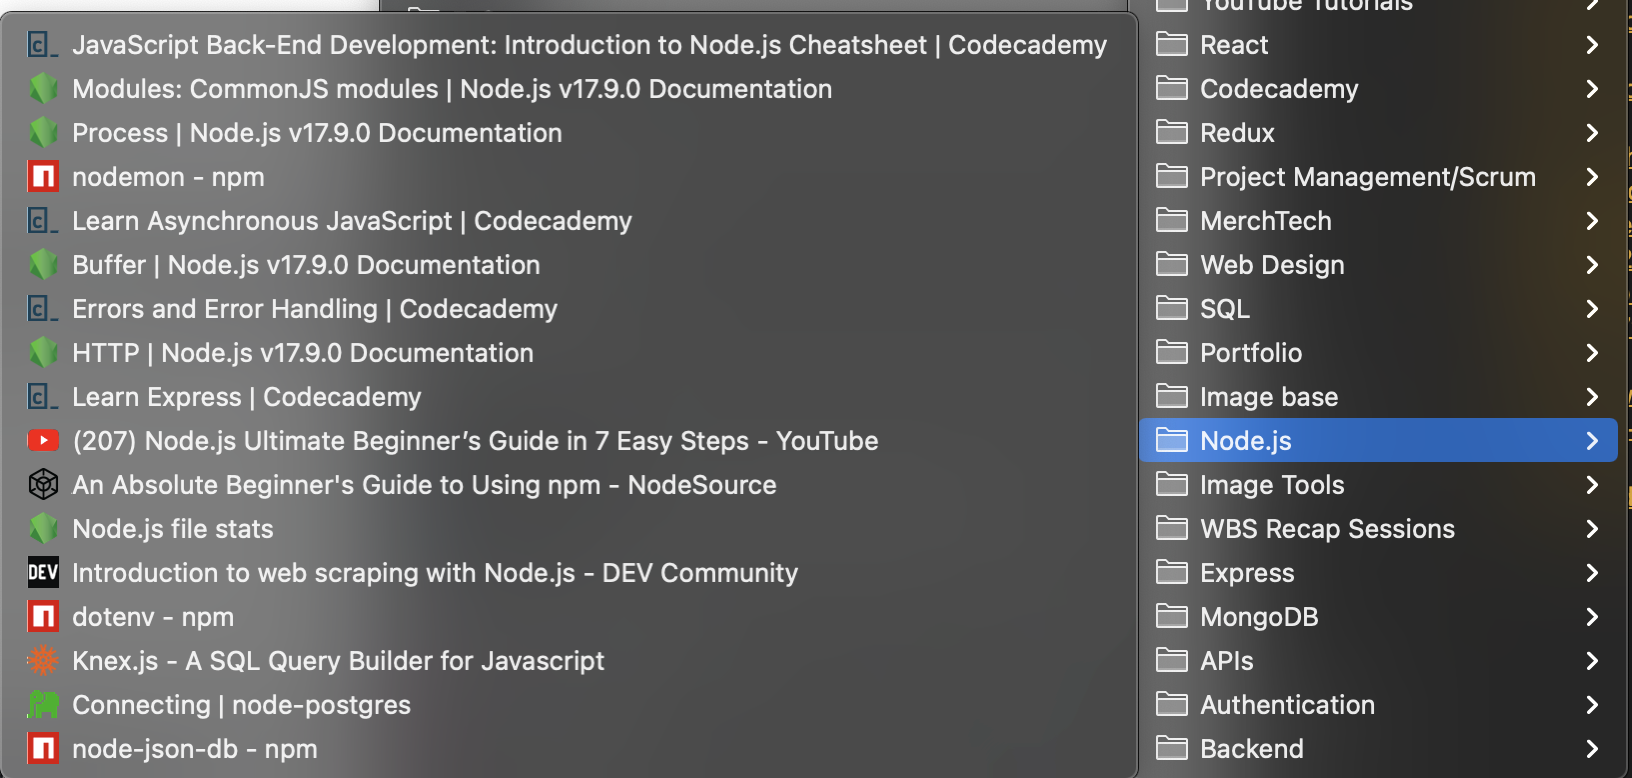 JavaScript Back-End Development: Introduction to Node.js Cheatsheet | Codecademy
Modules: CommonJS modules | Node.js v17.9.0 Documentation
Process | Node.js v17.9.0 Documentation
nodemon - npm
Learn Asynchronous JavaScript | Codecademy
Buffer | Node.js v17.9.0 Documentation
Errors and Error Handling | Codecademy
HTTP | Node.js v17.9.0 Documentation
Learn Express | Codecademy
(207) Node.js Ultimate Beginner’s Guide in 7 Easy Steps - YouTube
An Absolute Beginner's Guide to Using npm - NodeSource
Node.js file stats
DEV Introduction to web scraping with Node.js - DEV Community
dotenv - npm
Knex.js - A SQL Query Builder for Javascript
Connecting | node-postgres
node-json-db - npm
YouTube Tutorials
React
Codecademy
Redux
Project Management/Scrum
MerchTech
Web Design
SQL
Portfolio
Image base
Node.js
Image Tools
WBS Recap Sessions
Express
MongoDB
APIs
Authentication
Backend